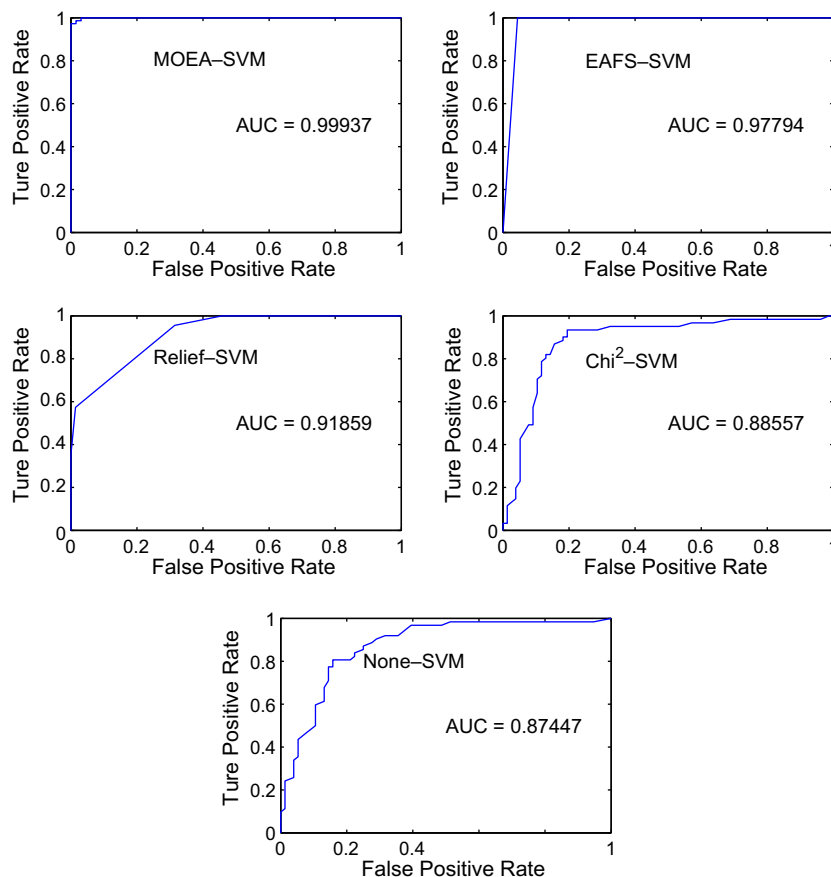 1
0.8
0.6
0.4
0.2
0
Ture Positive Rate
MOEA–SVM
AUC = 0.99937
0 0.2 0.4 0.6 0.8 1
False Positive Rate
1
0.8
0.6
0.4
0.2
0
Ture Positive Rate
EAFS–SVM
AUC = 0.97794
0 0.2 0.4 0.6 0.8 1
False Positive Rate
1
0.8
0.6
0.4
0.2
0
Ture Positive Rate
Relief–SVM
AUC = 0.91859
0 0.2 0.4 0.6 0.8 1
False Positive Rate
1
0.8
0.6
0.4
0.2
0
Ture Positive Rate
Chi²–SVM
AUC = 0.88557
0 0.2 0.4 0.6 0.8 1
False Positive Rate
1
0.8
0.6
0.4
0.2
0
Ture Positive Rate
None–SVM
AUC = 0.87447
0 0.2 0.4 1
False Positive Rate